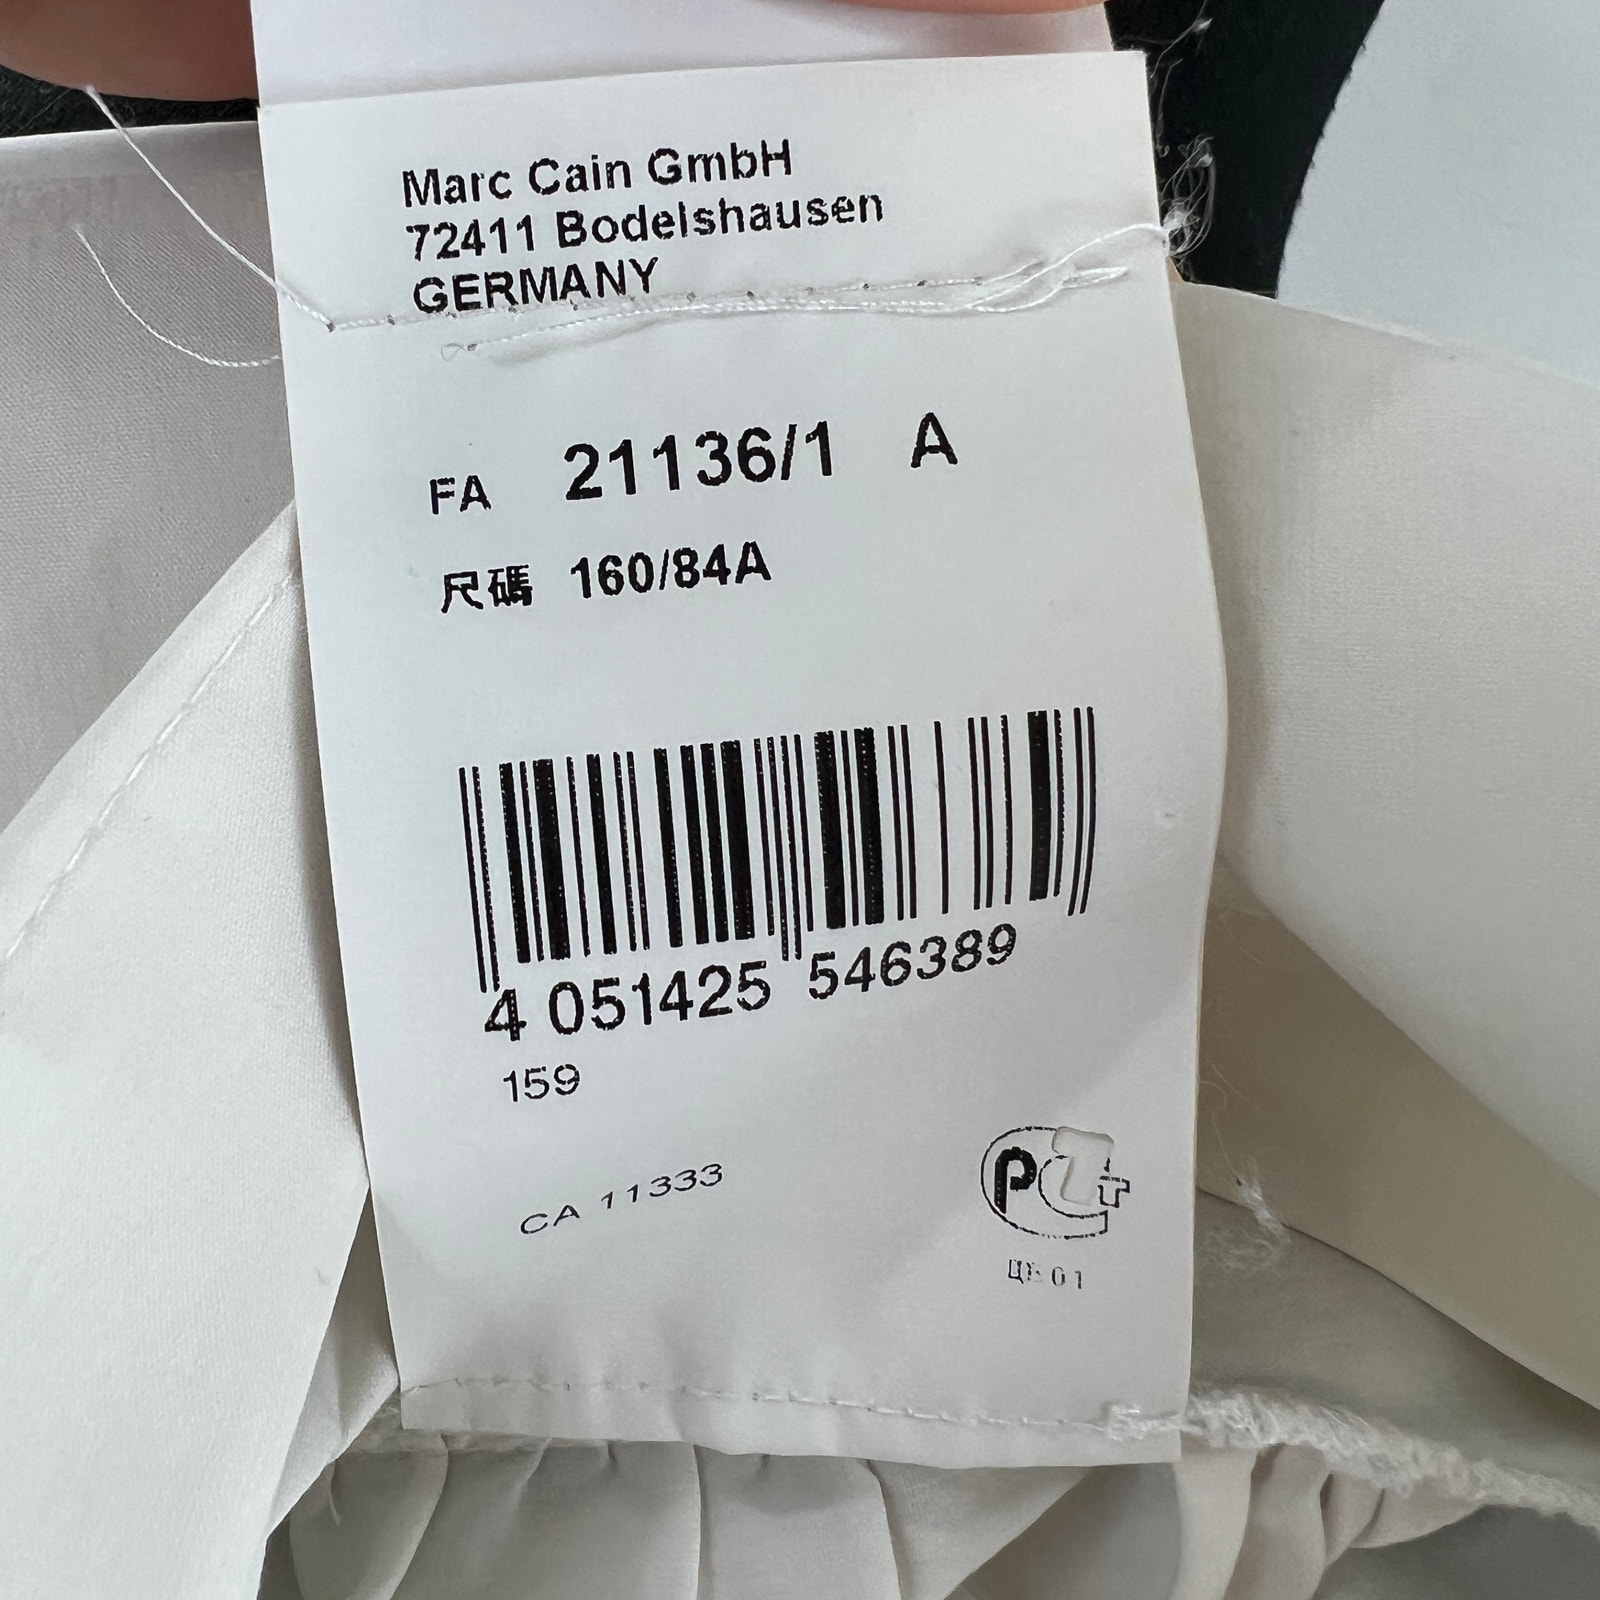 Marc Cain GmbH
72411 Bodelshausen
GERMANY
FA 21136/1 A
尺碼 160/84A
4 051425 546389
159
CA 11333